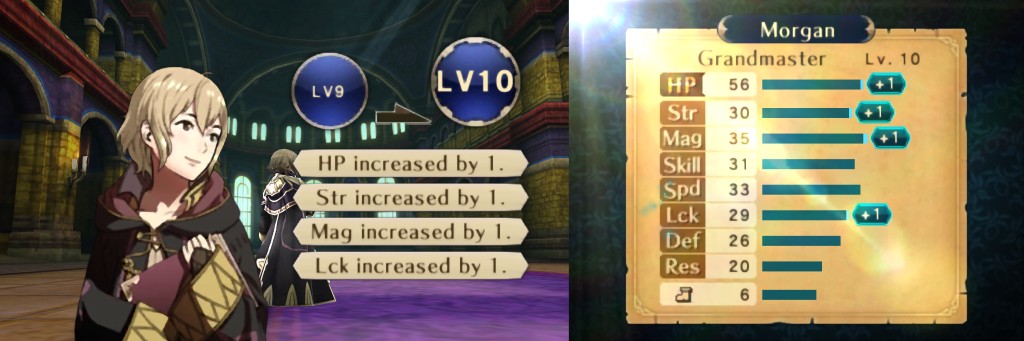 LV9
LV10
HP increased by 1.
Str increased by 1.
Mag increased by 1.
Lck increased by 1.
Morgan
Grandmaster Lv. 10
HP 56 +1
Str 30 +1
Mag 35 +1
Skill 31
Spd 33
Lck 29 +1
Def 26
Res 20
6